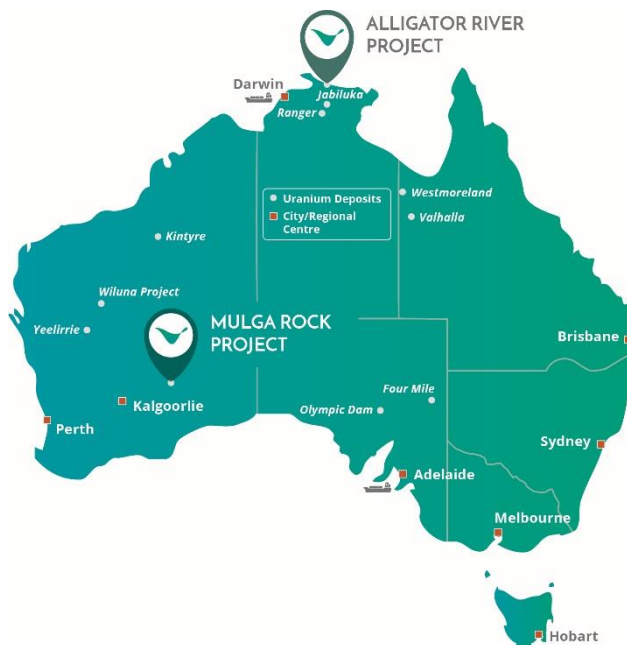 ALLIGATOR RIVER
PROJECT
Darwin
Jabiluka
Ranger
Uranium Deposits
City/Regional
Centre
Westmoreland
Valhalla
Kintyre
Wiluna Project
Yeelirrie
MULGA ROCK
PROJECT
Brisbane
Four Mile
Kalgoorlie
Olympic Dam
Perth
Sydney
Adelaide
Melbourne
Hobart